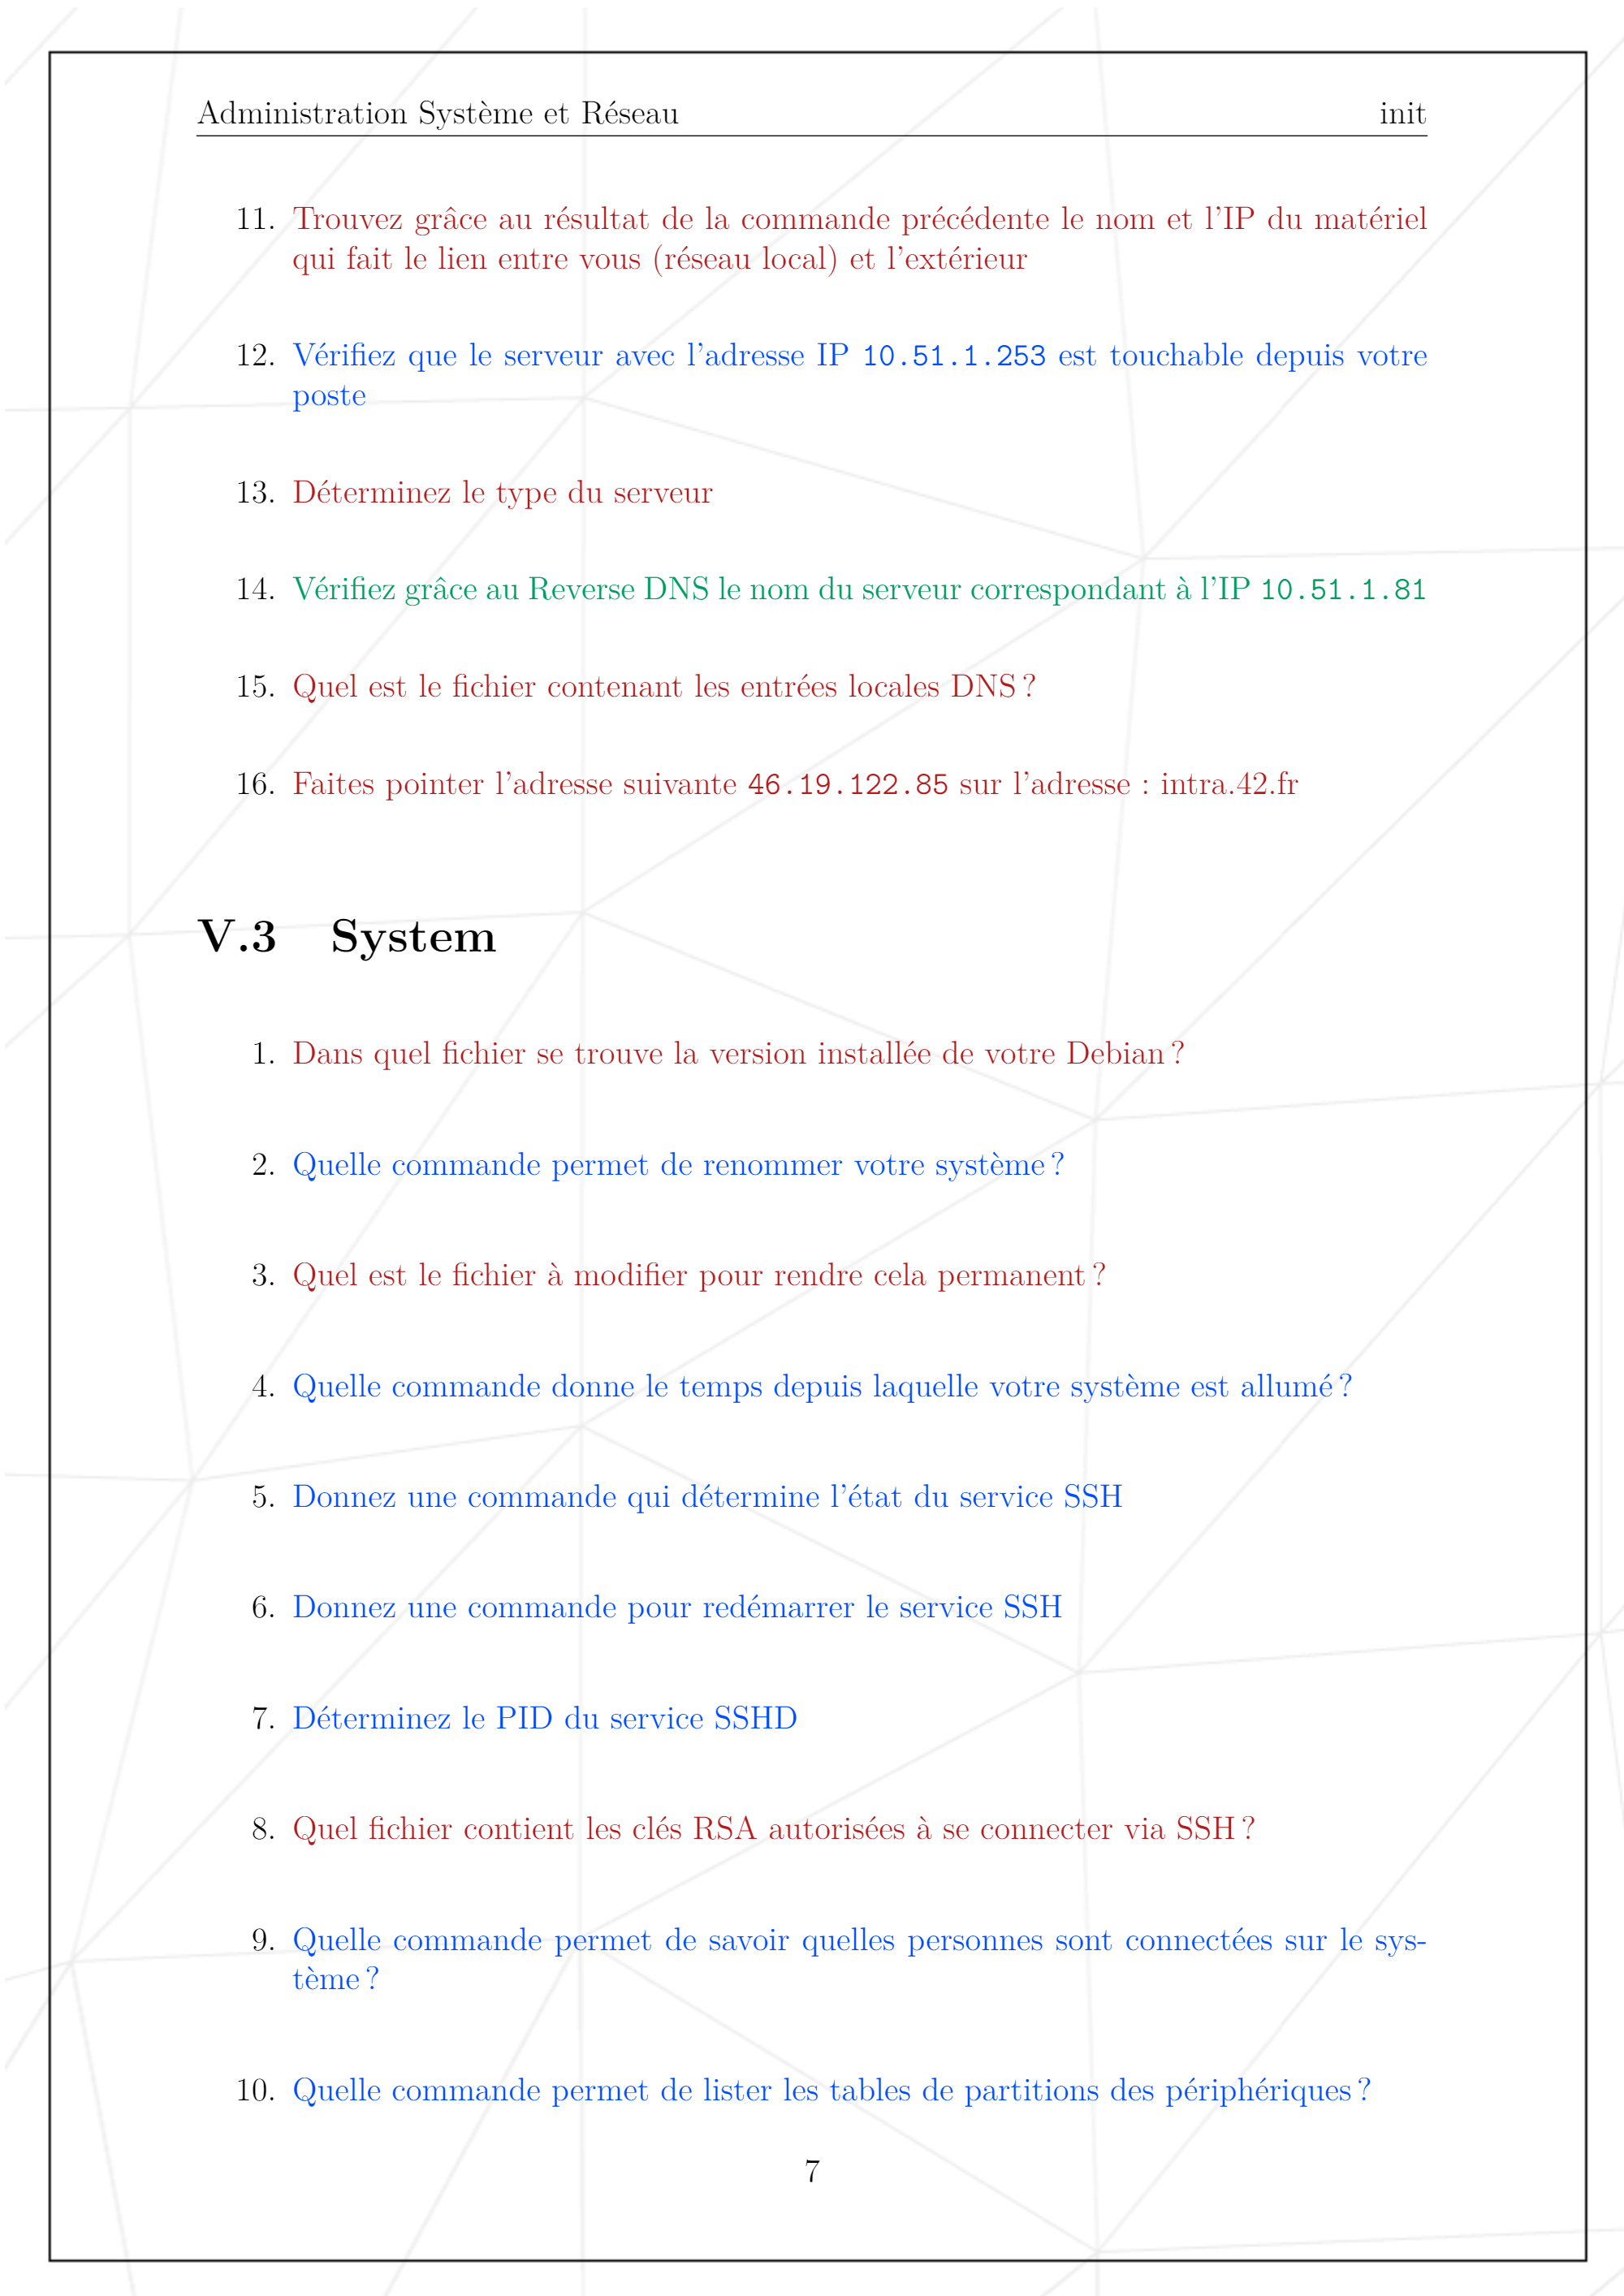 Administration Système et Réseau init
11. Trouvez grâce au résultat de la commande précédente le nom et l'IP du matériel
qui fait le lien entre vous (réseau local) et l'extérieur
12. Vérifiez que le serveur avec l'adresse IP 10.51.1.253 est touchable depuis votre
poste
13. Déterminez le type du serveur
14. Vérifiez grâce au Reverse DNS le nom du serveur correspondant à l'IP 10.51.1.81
15. Quel est le fichier contenant les entrées locales DNS ?
16. Faites pointer l'adresse suivante 46.19.122.85 sur l'adresse : intra.42.fr
V.3 System
1. Dans quel fichier se trouve la version installée de votre Debian ?
2. Quelle commande permet de renommer votre système ?
3. Quel est le fichier à modifier pour rendre cela permanent ?
4. Quelle commande donne le temps depuis laquelle votre système est allumé ?
5. Donnez une commande qui détermine l'état du service SSH
6. Donnez une commande pour redémarrer le service SSH
7. Déterminez le PID du service SSHD
8. Quel fichier contient les clés RSA autorisées à se connecter via SSH ?
9. Quelle commande permet de savoir quelles personnes sont connectées sur le sys-
tème ?
10. Quelle commande permet de lister les tables de partitions des périphériques ?
7